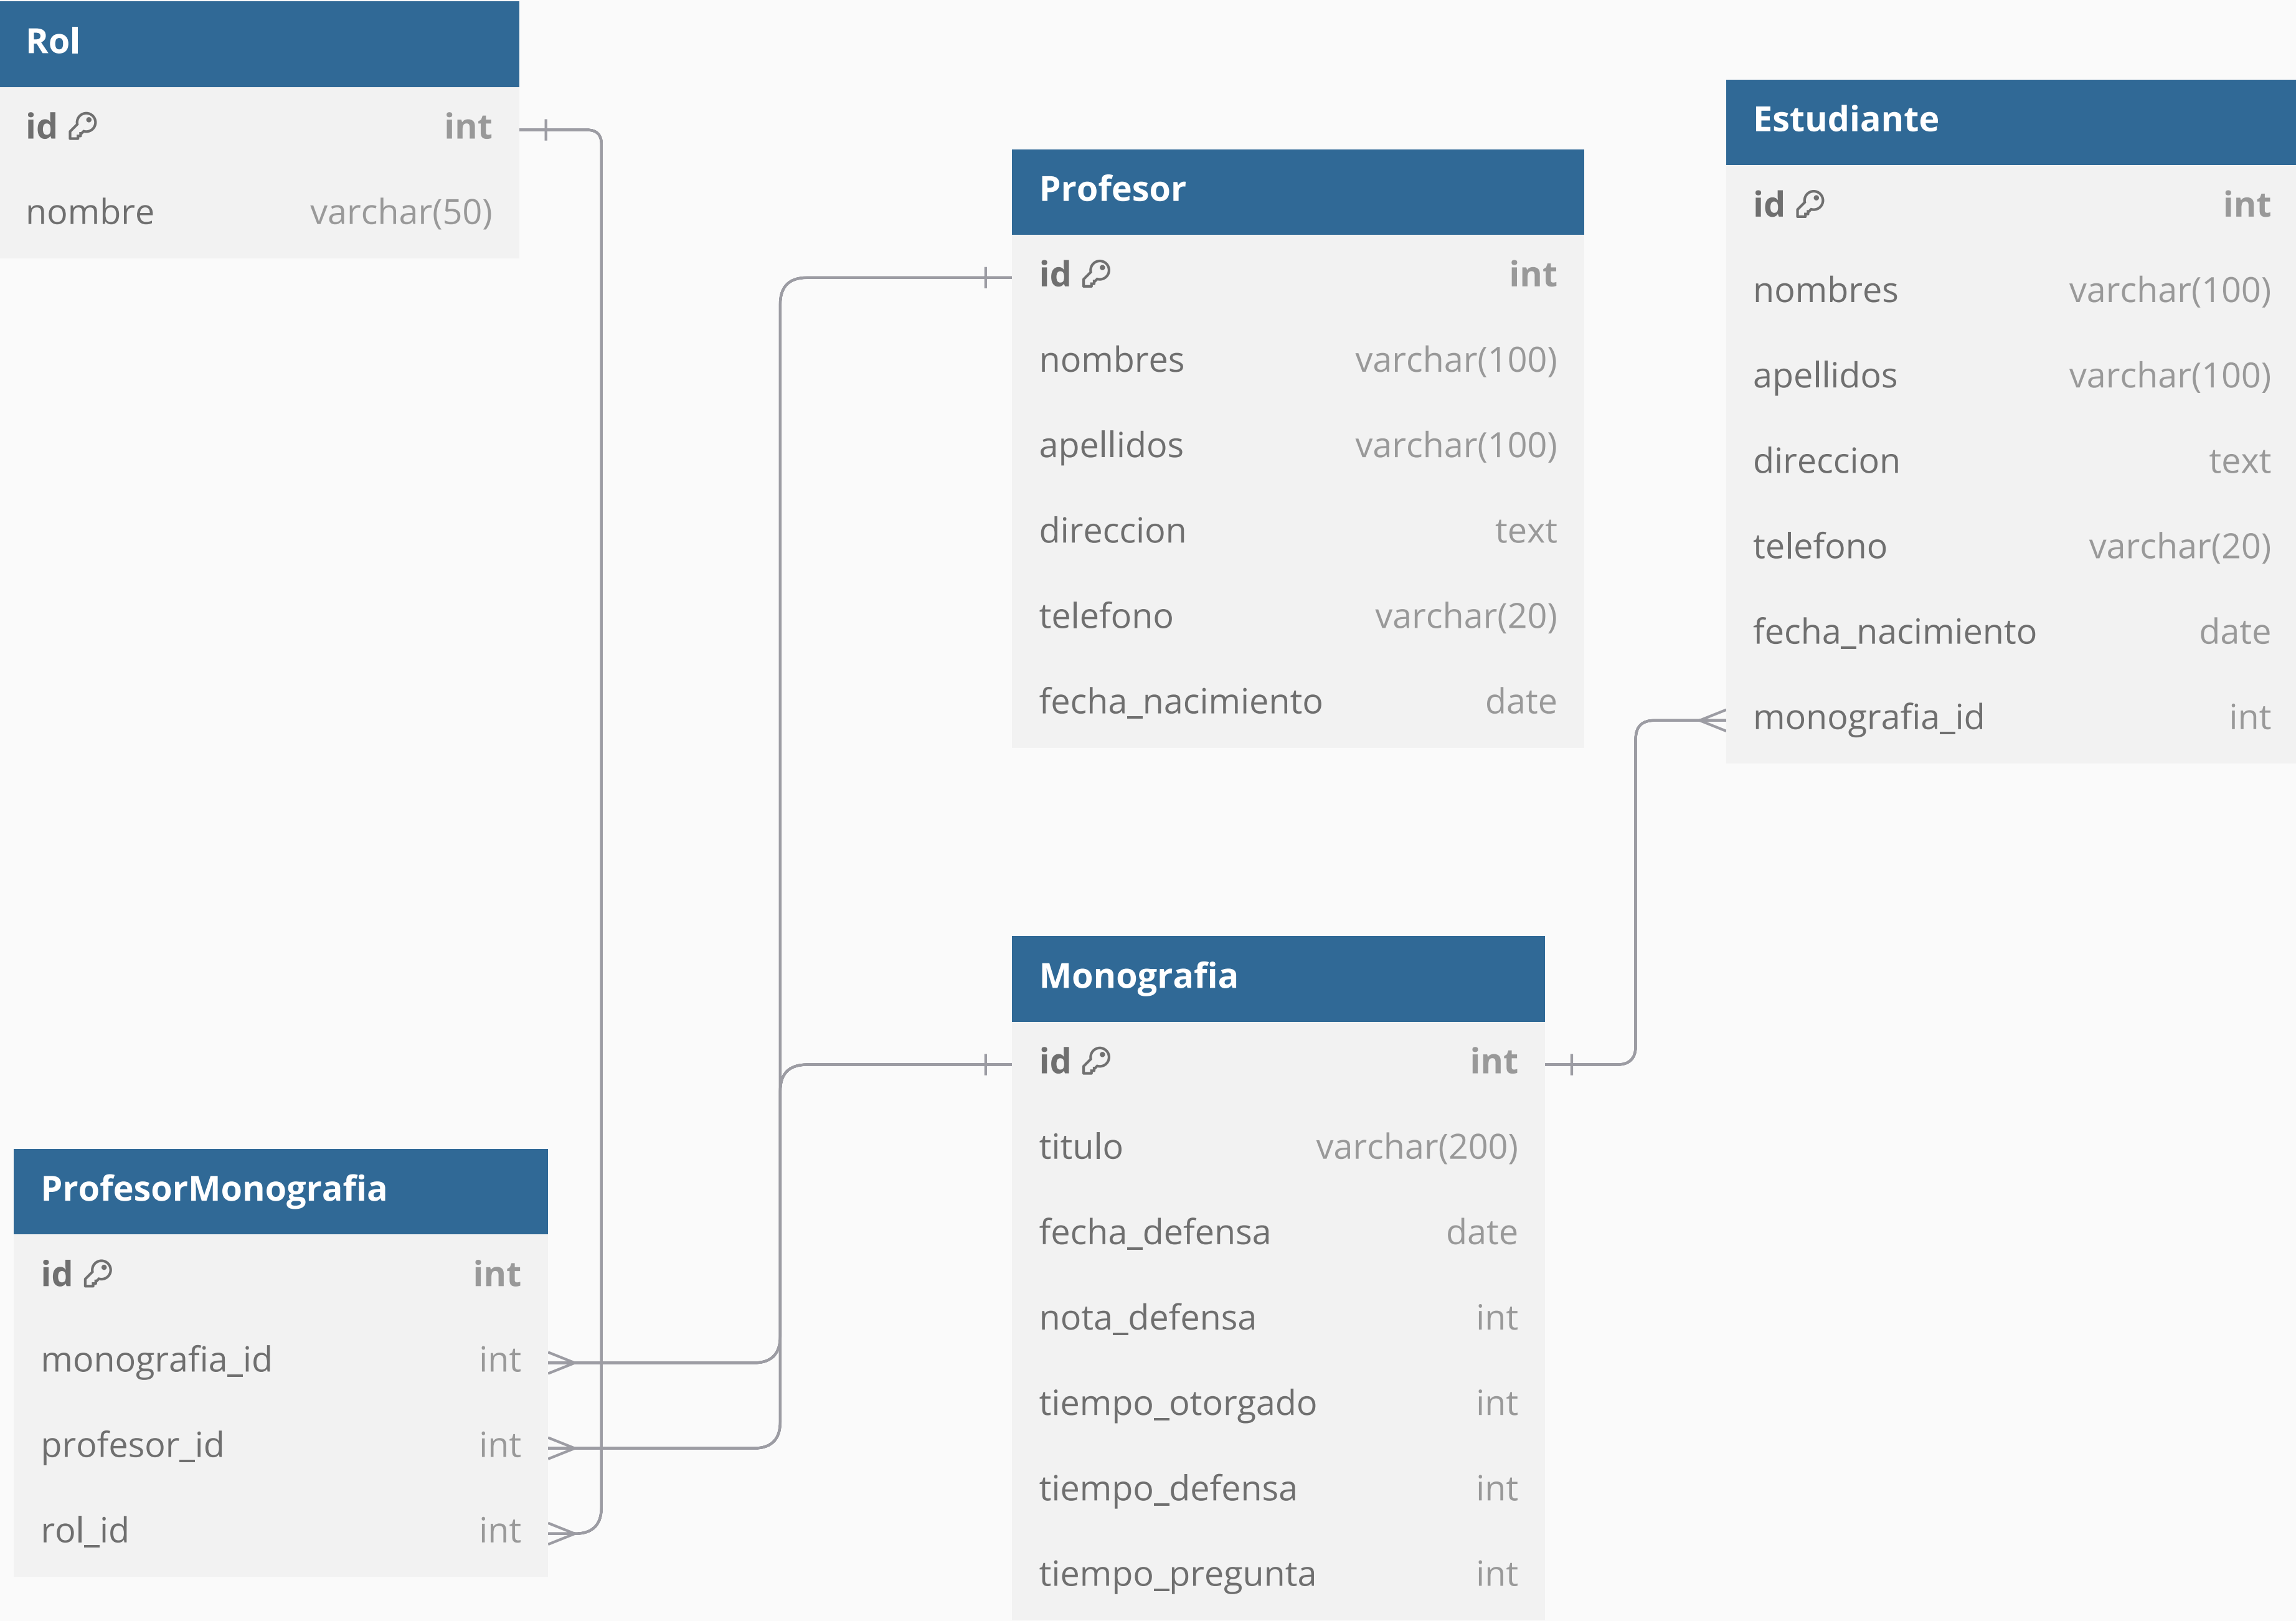 Rol
id int
nombre varchar(50)
Profesor
id int
nombres varchar(100)
apellidos varchar(100)
direccion text
telefono varchar(20)
fecha_nacimiento date
Estudiante
id int
nombres varchar(100)
apellidos varchar(100)
direccion text
telefono varchar(20)
fecha_nacimiento date
monografia_id int
Monografia
id int
titulo varchar(200)
fecha_defensa date
nota_defensa int
tiempo_otorgado int
tiempo_defensa int
tiempo_pregunta int
ProfesorMonografia
id int
monografia_id int
profesor_id int
rol_id int